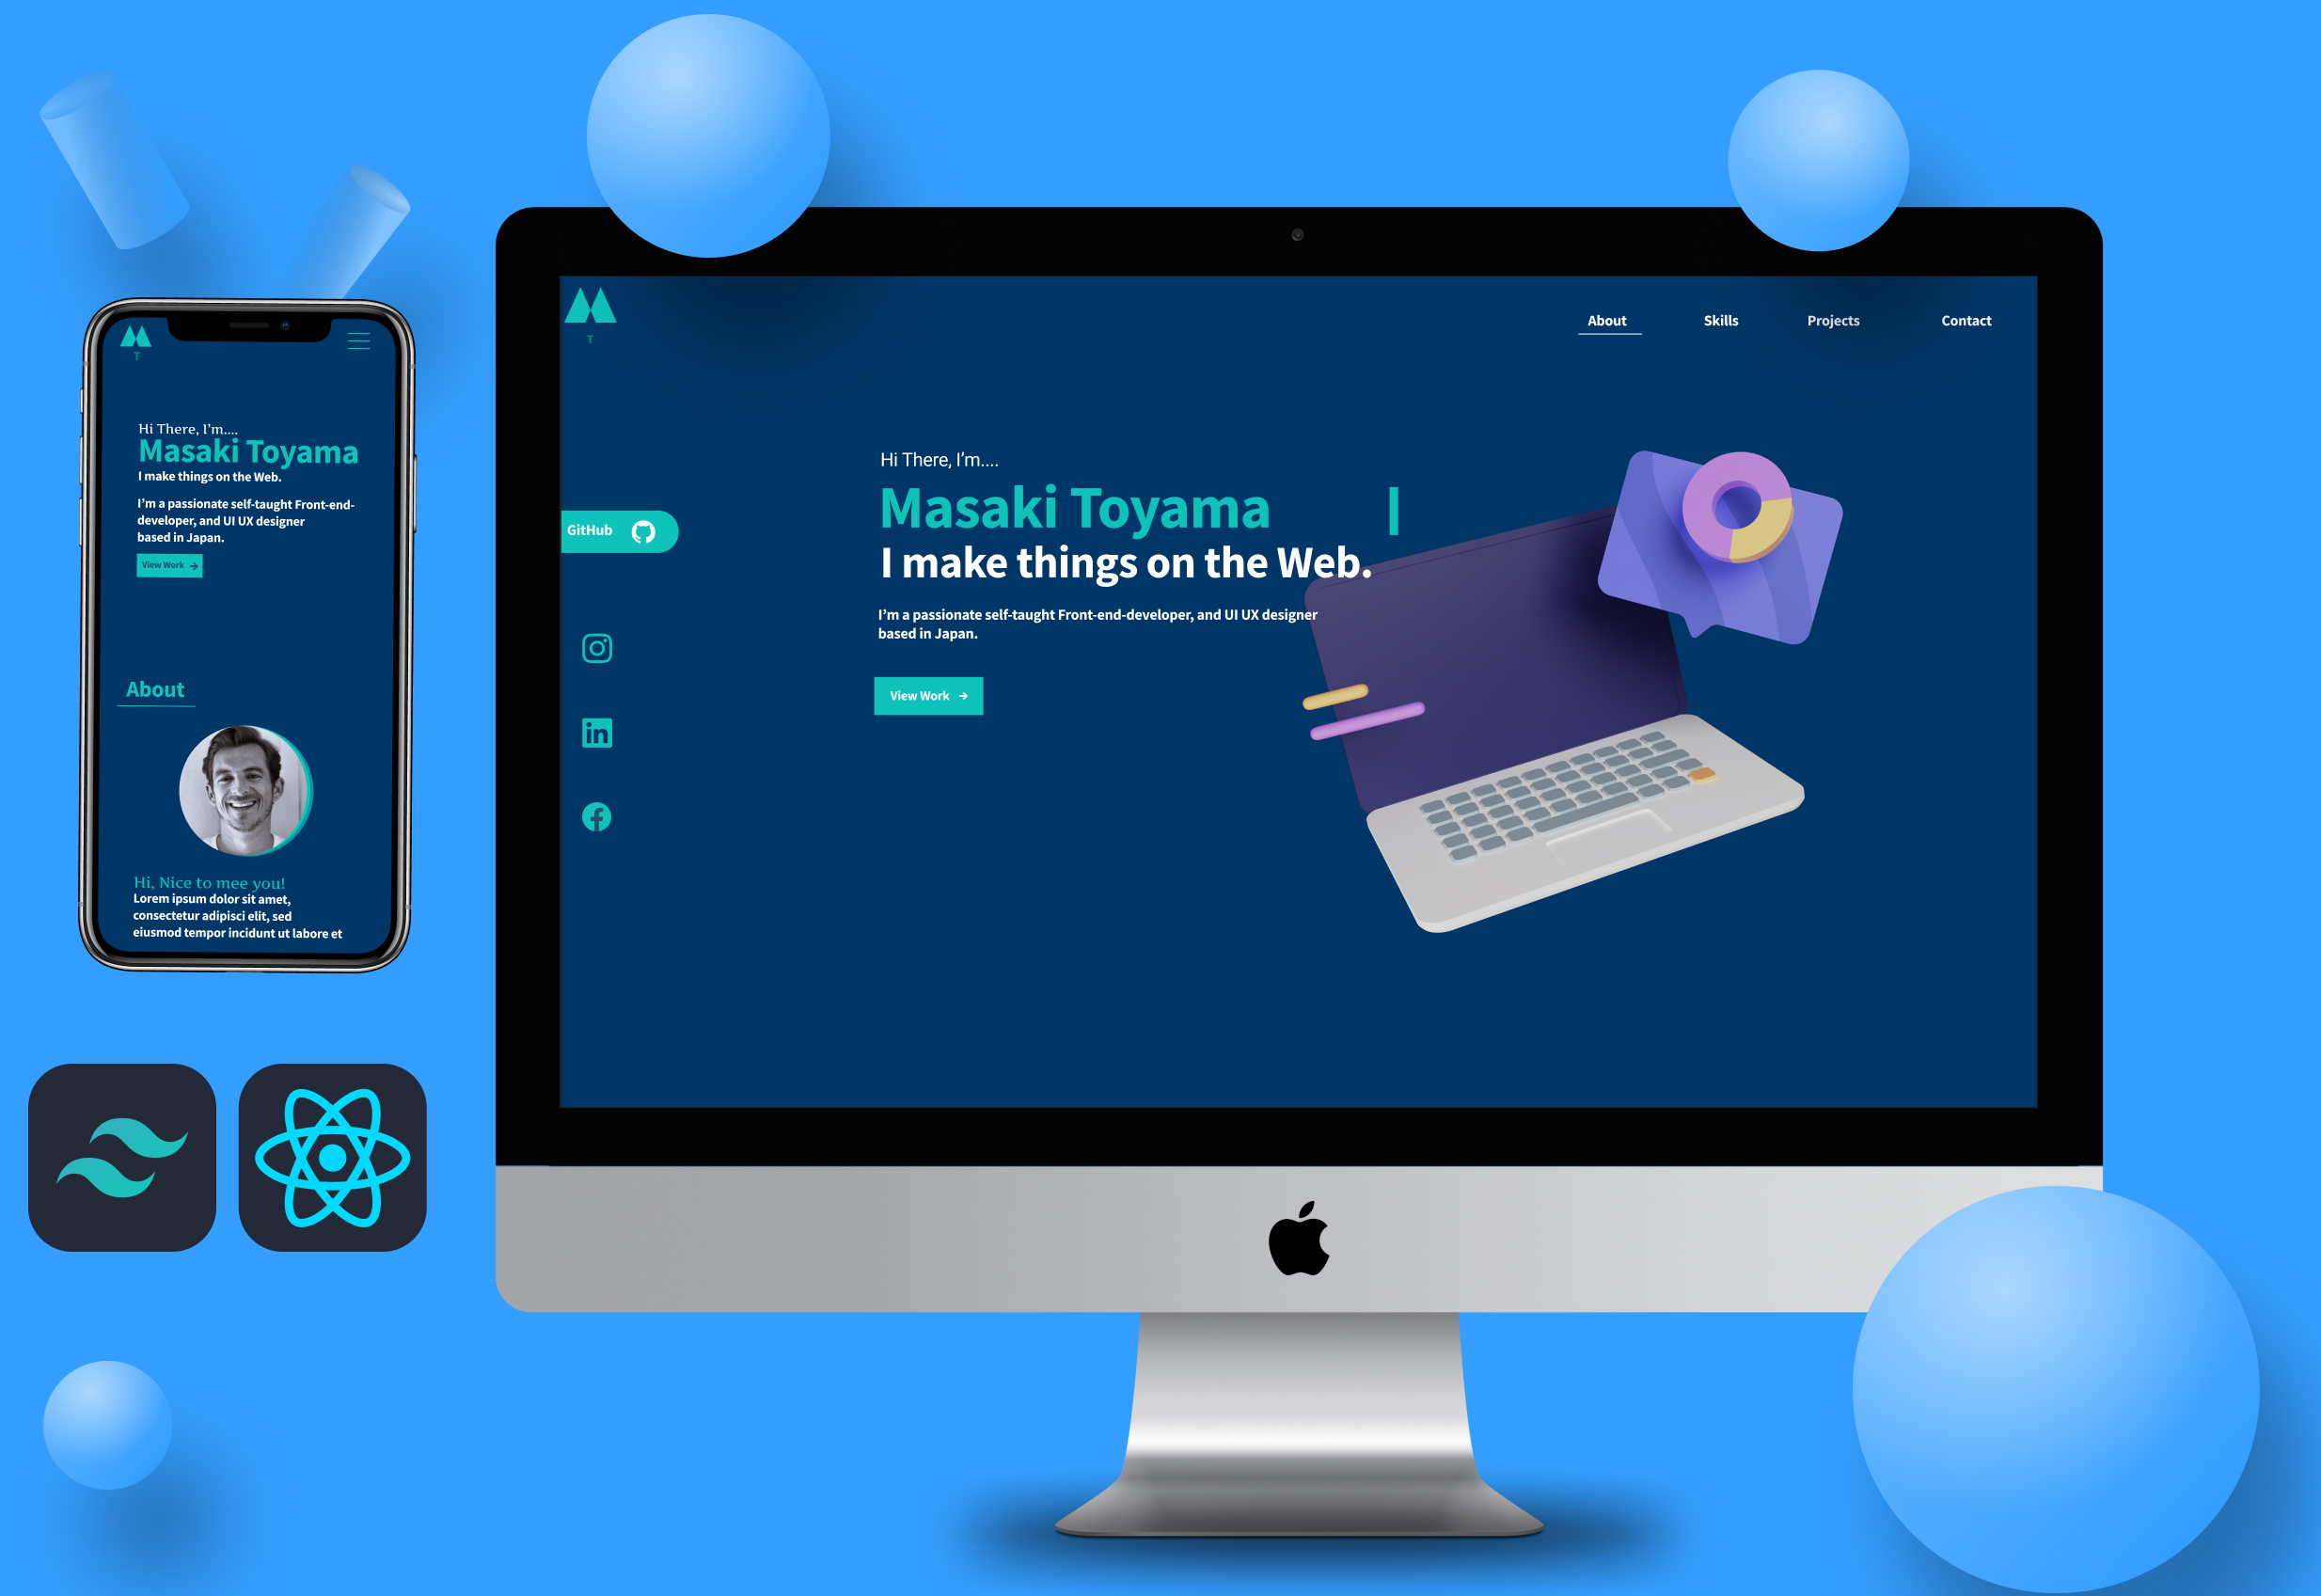 T
Hi There, I'm....
Masaki Toyama
I make things on the Web.
I'm a passionate self-taught Front-end-
developer, and UI UX designer
based in Japan.
View Work →
About
Hi, Nice to mee you!
Lorem ipsum dolor sit amet,
consectetur adipisci elit, sed
eiusmod tempor incidunt ut labore et
T
About Skills Projects Contact
GitHub
Hi There, I'm....
Masaki Toyama |
I make things on the Web.
I'm a passionate self-taught Front-end-developer, and UI UX designer
based in Japan.
View Work →
in